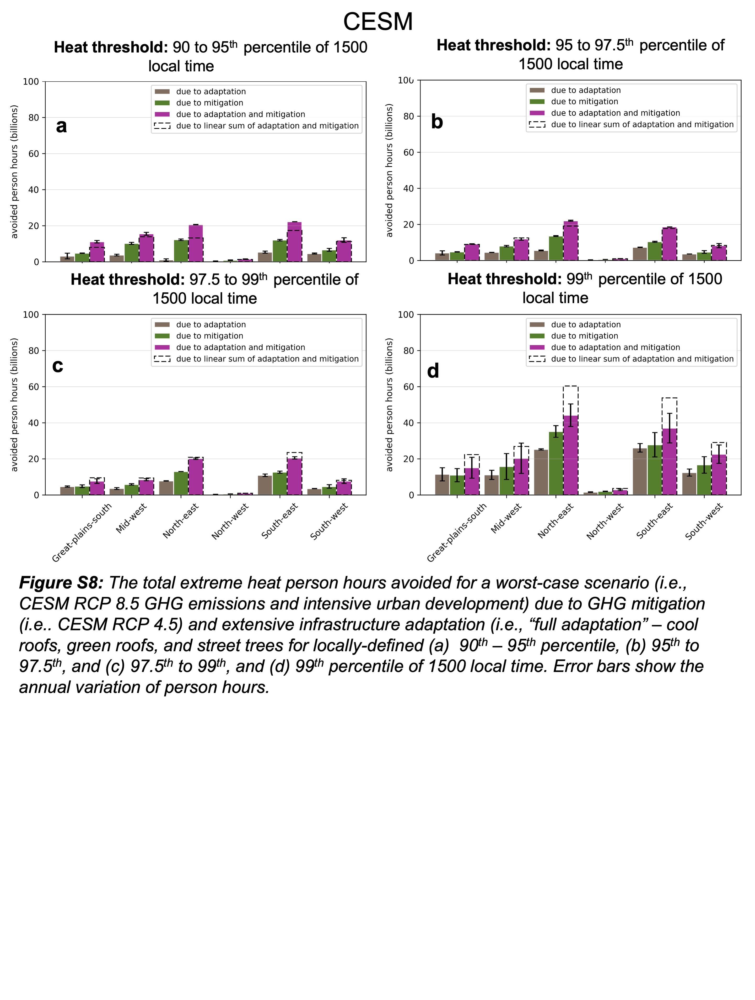 CESM
Heat threshold: 90 to 95th percentile of 1500
local time
100
80
60
40
20
0
avoided person hours (billions)
a
due to adaptation
due to mitigation
due to adaptation and mitigation
due to linear sum of adaptation and mitigation
Heat threshold: 95 to 97.5th percentile of
1500 local time
100
80
60
40
20
0
avoided person hours (billions)
b
due to adaptation
due to mitigation
due to adaptation and mitigation
due to linear sum of adaptation and mitigation
Heat threshold: 97.5 to 99th percentile of
1500 local time
100
80
60
40
20
0
avoided person hours (billions)
c
due to adaptation
due to mitigation
due to adaptation and mitigation
due to linear sum of adaptation and mitigation
Great-plains-south
Mid-west
North-east
North-west
South-east
South-west
Heat threshold: 99th percentile of 1500
local time
100
80
60
40
20
0
avoided person hours (billions)
d
due to adaptation
due to mitigation
due to adaptation and mitigation
due to linear sum of adaptation and mitigation
Great-plains-south
Mid-west
North-east
North-west
South-east
South-west
Figure S8: The total extreme heat person hours avoided for a worst-case scenario (i.e.,
CESM RCP 8.5 GHG emissions and intensive urban development) due to GHG mitigation
(i.e.. CESM RCP 4.5) and extensive infrastructure adaptation (i.e., “full adaptation” – cool
roofs, green roofs, and street trees for locally-defined (a) 90th – 95th percentile, (b) 95th to
97.5th, and (c) 97.5th to 99th, and (d) 99th percentile of 1500 local time. Error bars show the
annual variation of person hours.